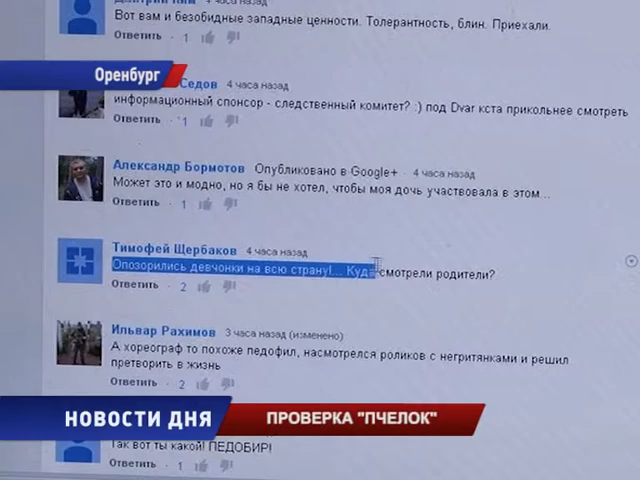 4 часа назад
Вот вам и безобидные западные ценности. Толерантность, блин. Приехали.
Ответить · 1
Оренбург
Седов 4 часа назад
информационный спонсор - следственный комитет? :) под Dvar кста прикольнее смотреть
Ответить · 1
Александр Бормотов Опубликовано в Google+ · 4 часа назад
Может это и модно, но я бы не хотел, чтобы моя дочь участвовала в этом...
Ответить · 1
Тимофей Щербаков 4 часа назад
Опозорились девчонки на всю страну!... Куда смотрели родители?
Ответить · 2
Ильвар Рахимов 3 часа назад (изменено)
А хореограф то похоже педофил, насмотрелся роликов с негритянками и решил
претворить в жизнь
Ответить · 2
НОВОСТИ ДНЯ
ПРОВЕРКА "ПЧЕЛОК"
Так вот ты какой! ПЕДОБИР!
Ответить · 1